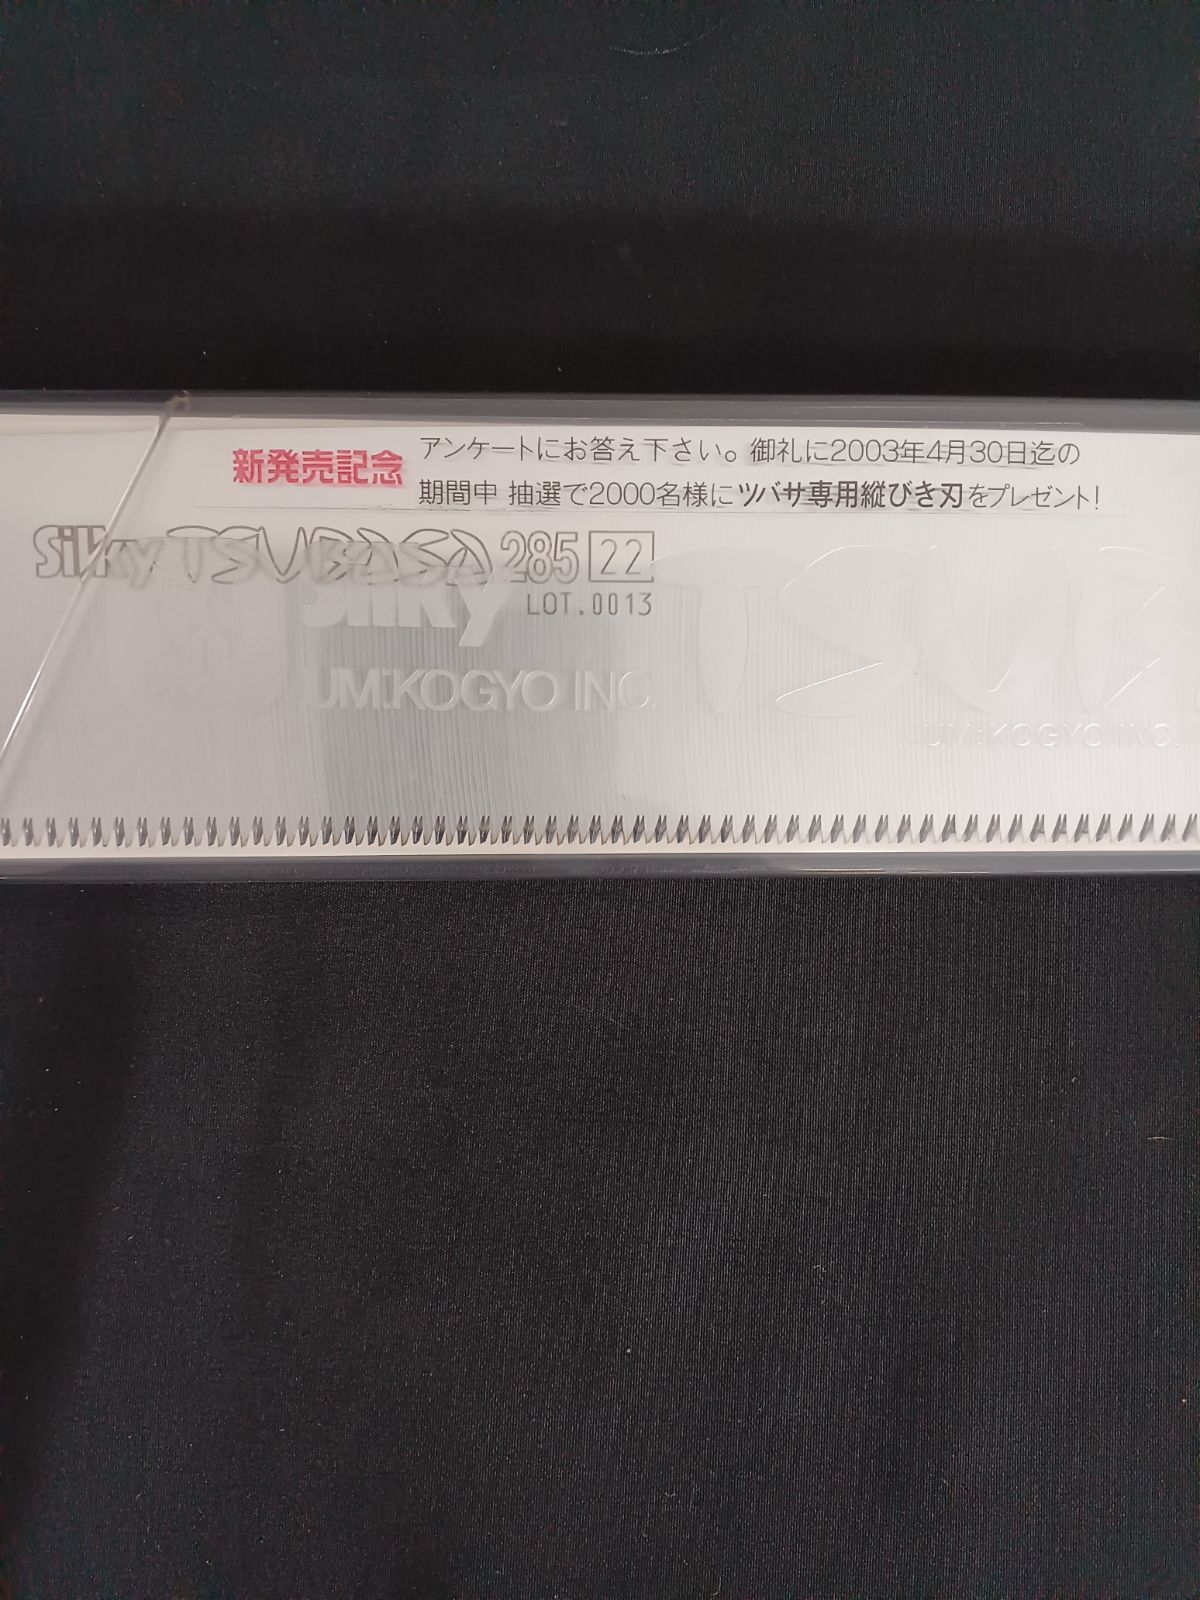 新発売記念 アンケートにお答え下さい。御礼に2003年4月30日迄の
期間中 抽選で2000名様にツバサ専用縦びき刃をプレゼント!
Silky TSUBASA 285 22
LOT.0013
Silky
UM:KOGYO INC.
TSUB
UM:KOGYO INC.